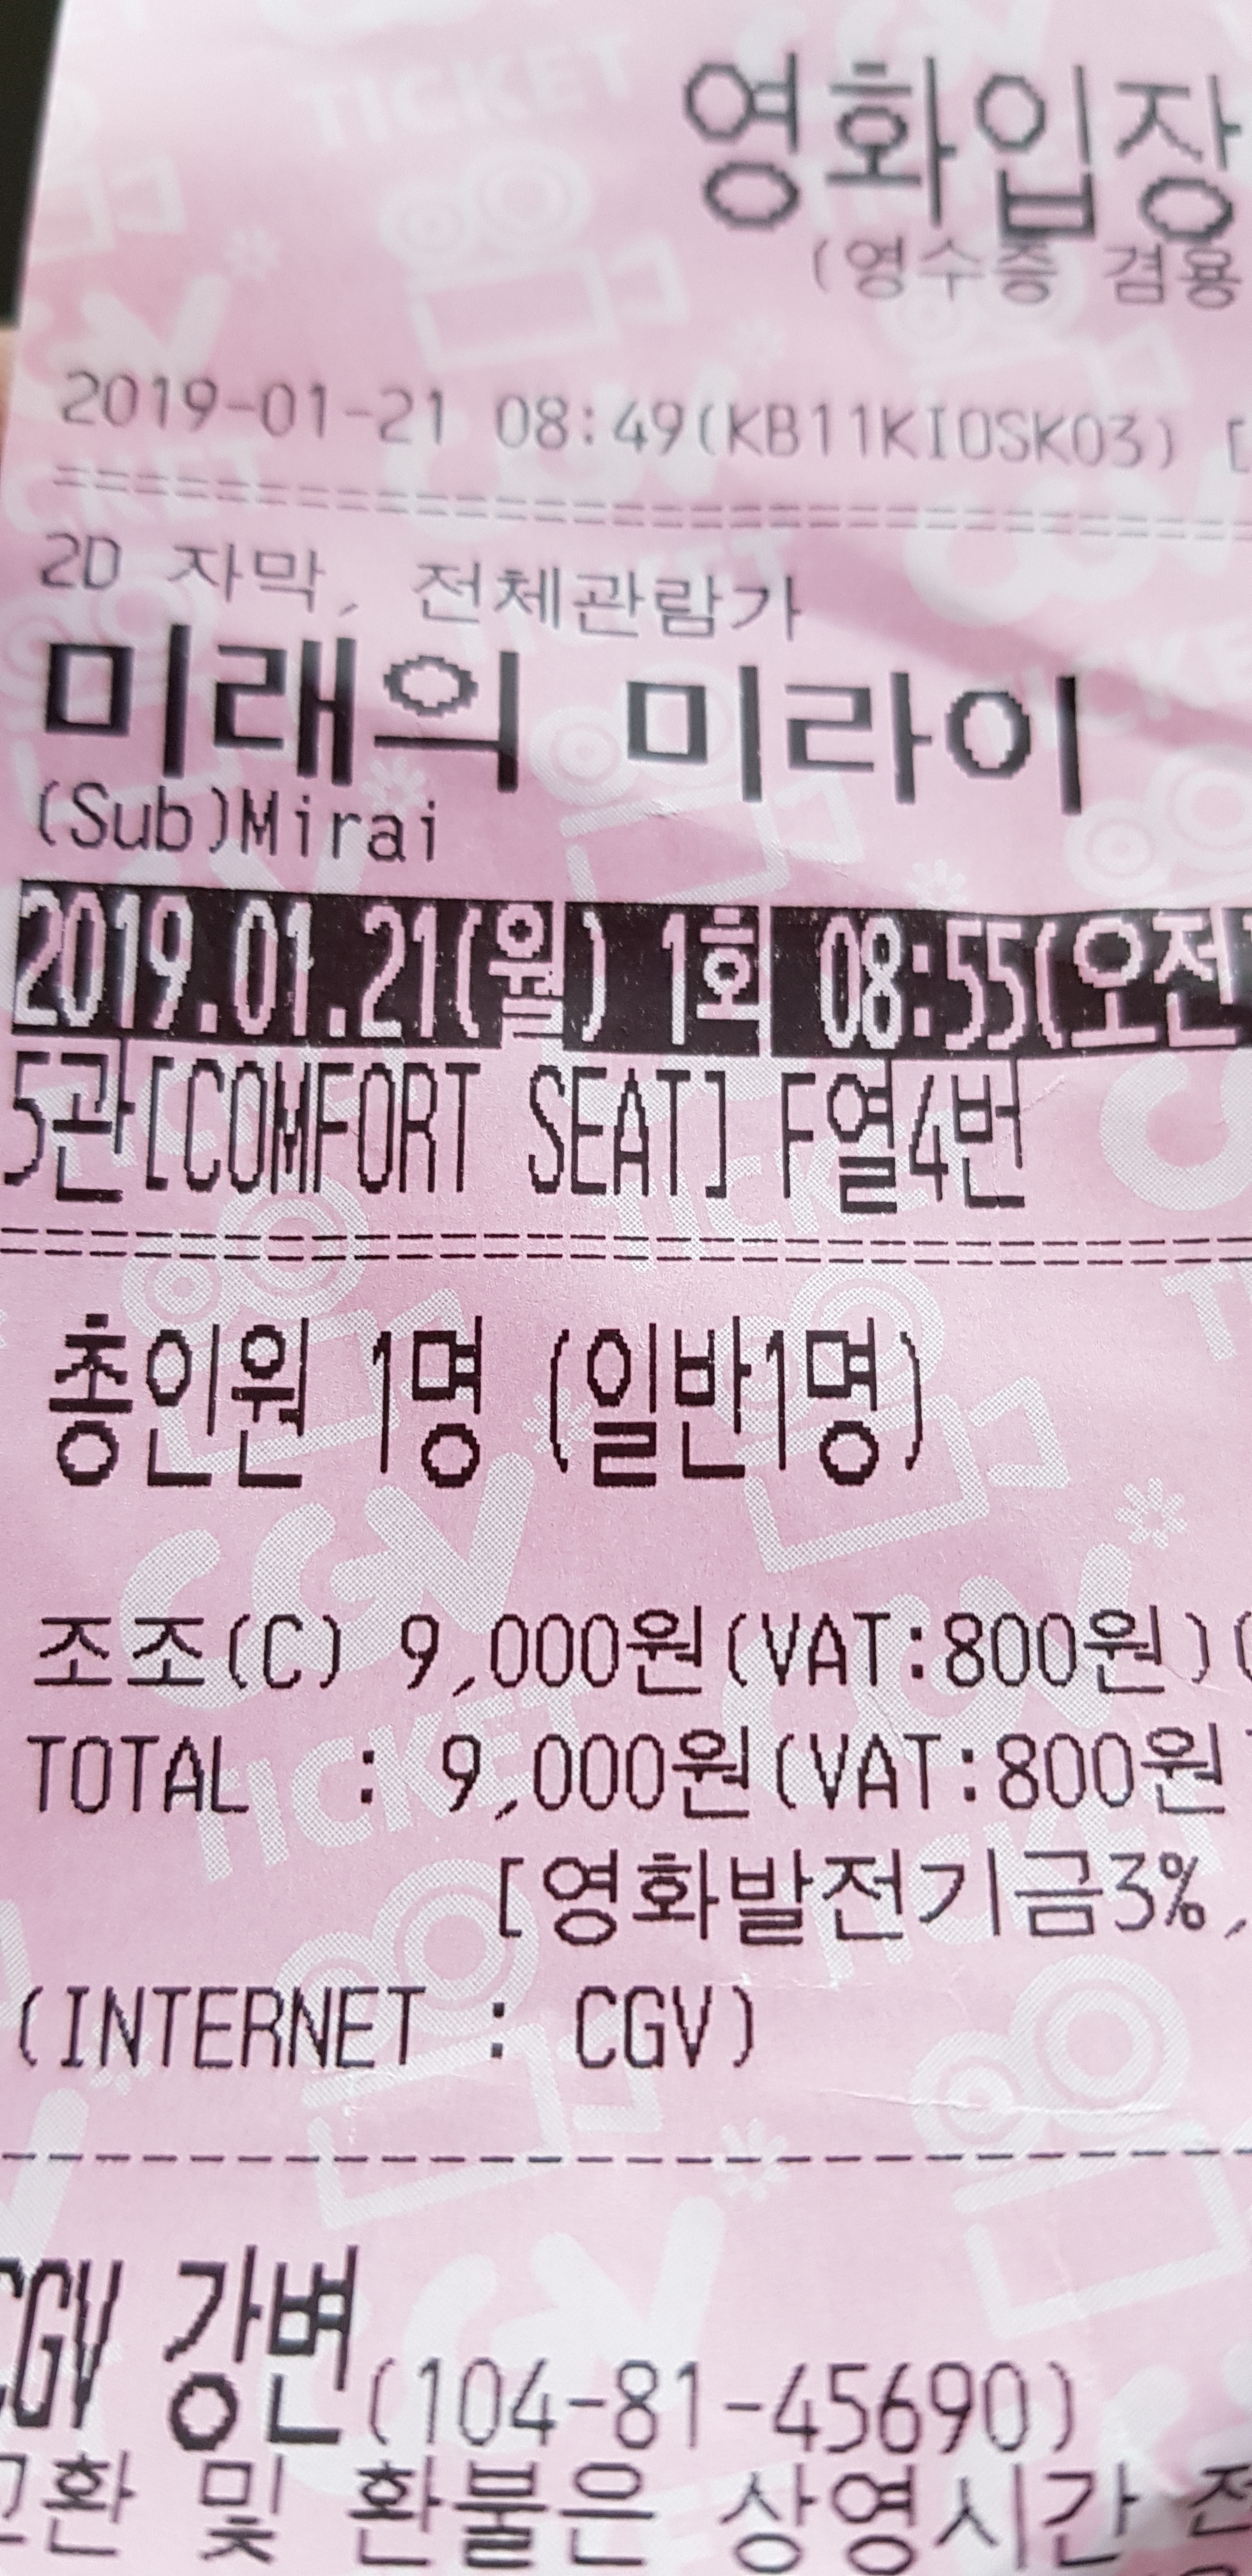 영화입장
(영수증 겸용
2019-01-21 08:49(KB11KIOSK03) [
2D 자막, 전체관람가
미래의 미라이
(Sub)Mirai
2019.01.21(월) 1회 08:55(오전
5관[COMFORT SEAT] F열4번
총인원 1명 (일반1명)
조조(C) 9,000원(VAT:800원)(
TOTAL : 9,000원(VAT:800원
[영화발전기금3%,
(INTERNET : CGV)
CGV 강변(104-81-45690)
교환 및 환불은 상영시간 전